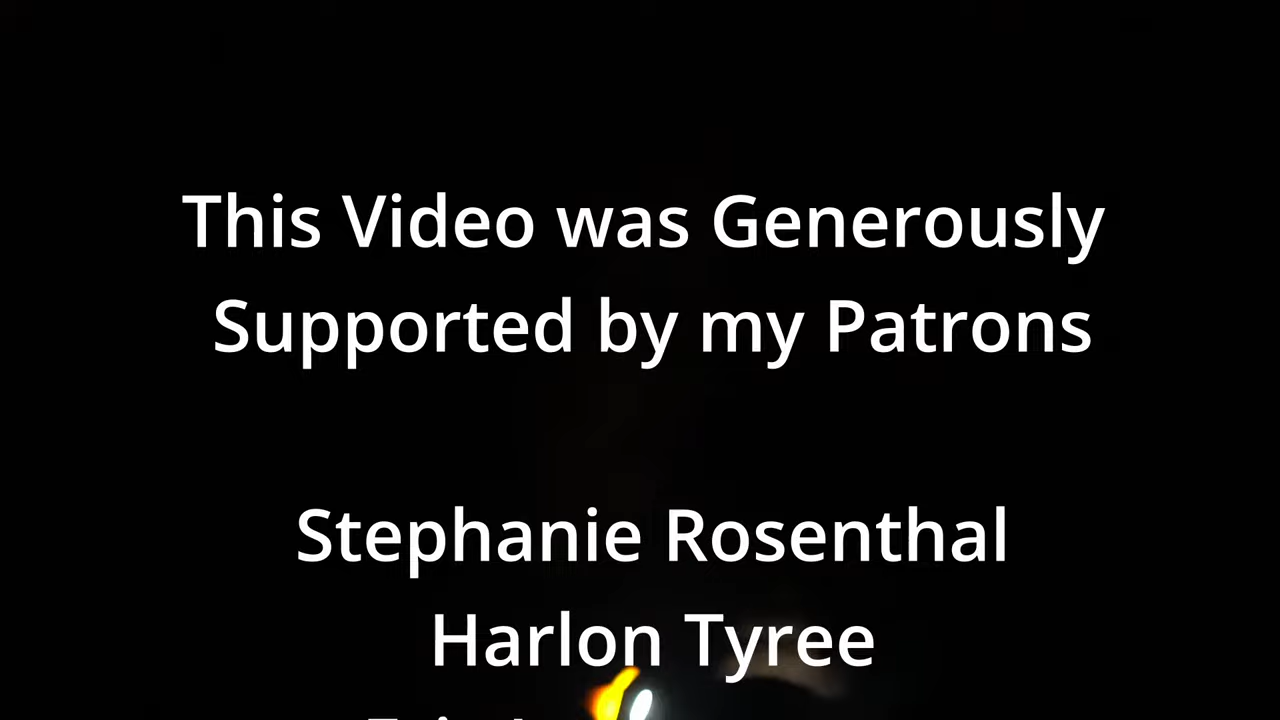 This Video was Generously
Supported by my Patrons
Stephanie Rosenthal
Harlon Tyree